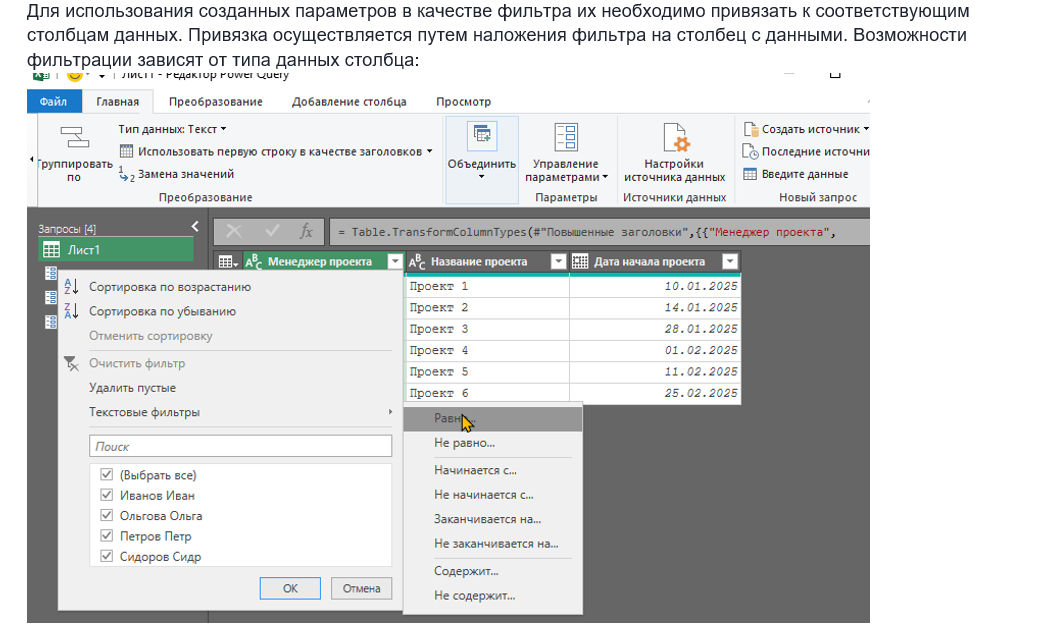 Для использования созданных параметров в качестве фильтра их необходимо привязать к соответствующим
столбцам данных. Привязка осуществляется путем наложения фильтра на столбец с данными. Возможности
фильтрации зависят от типа данных столбца:
Лист1 - Редактор Power Query
Файл Главная Преобразование Добавление столбца Просмотр
Тип данных: Текст
Использовать первую строку в качестве заголовков
Замена значений
Группировать
по
Преобразование
Объединить
Управление
параметрами
Параметры
Настройки
источника данных
Источники данных
Создать источник
Последние источни
Введите данные
Новый запрос
Запросы [4]
Лист1
= Table.TransformColumnTypes(#"Повышенные заголовки",{{"Менеджер проекта",
Менеджер проекта Название проекта Дата начала проекта
Проект 1 10.01.2025
Проект 2 14.01.2025
Проект 3 28.01.2025
Проект 4 01.02.2025
Проект 5 11.02.2025
Проект 6 25.02.2025
Сортировка по возрастанию
Сортировка по убыванию
Отменить сортировку
Очистить фильтр
Удалить пустые
Текстовые фильтры
Поиск
(Выбрать все)
Иванов Иван
Ольгова Ольга
Петров Петр
Сидоров Сидр
ОК Отмена
Равно...
Не равно...
Начинается с...
Не начинается с...
Заканчивается на...
Не заканчивается на...
Содержит...
Не содержит...